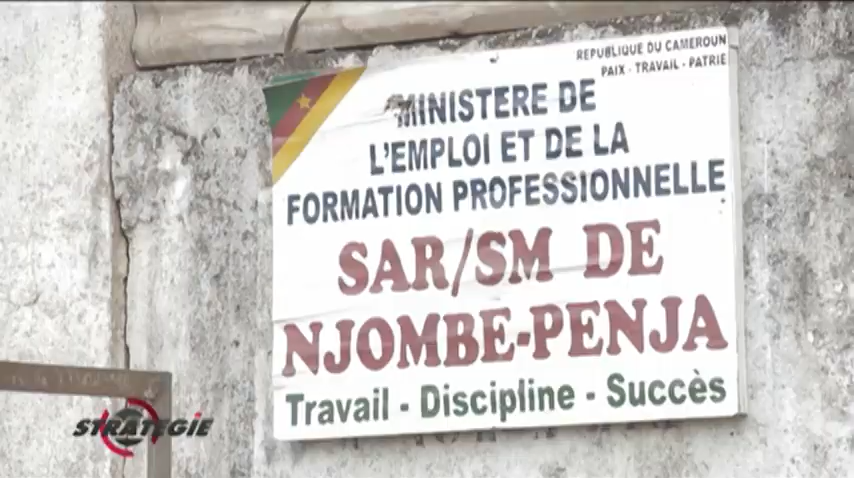 REPUBLIQUE DU CAMEROUN
PAIX - TRAVAIL - PATRIE
MINISTERE DE
L'EMPLOI ET DE LA
FORMATION PROFESSIONNELLE
SAR/SM DE
NJOMBE-PENJA
Travail - Discipline - Succès
STRATEGIE